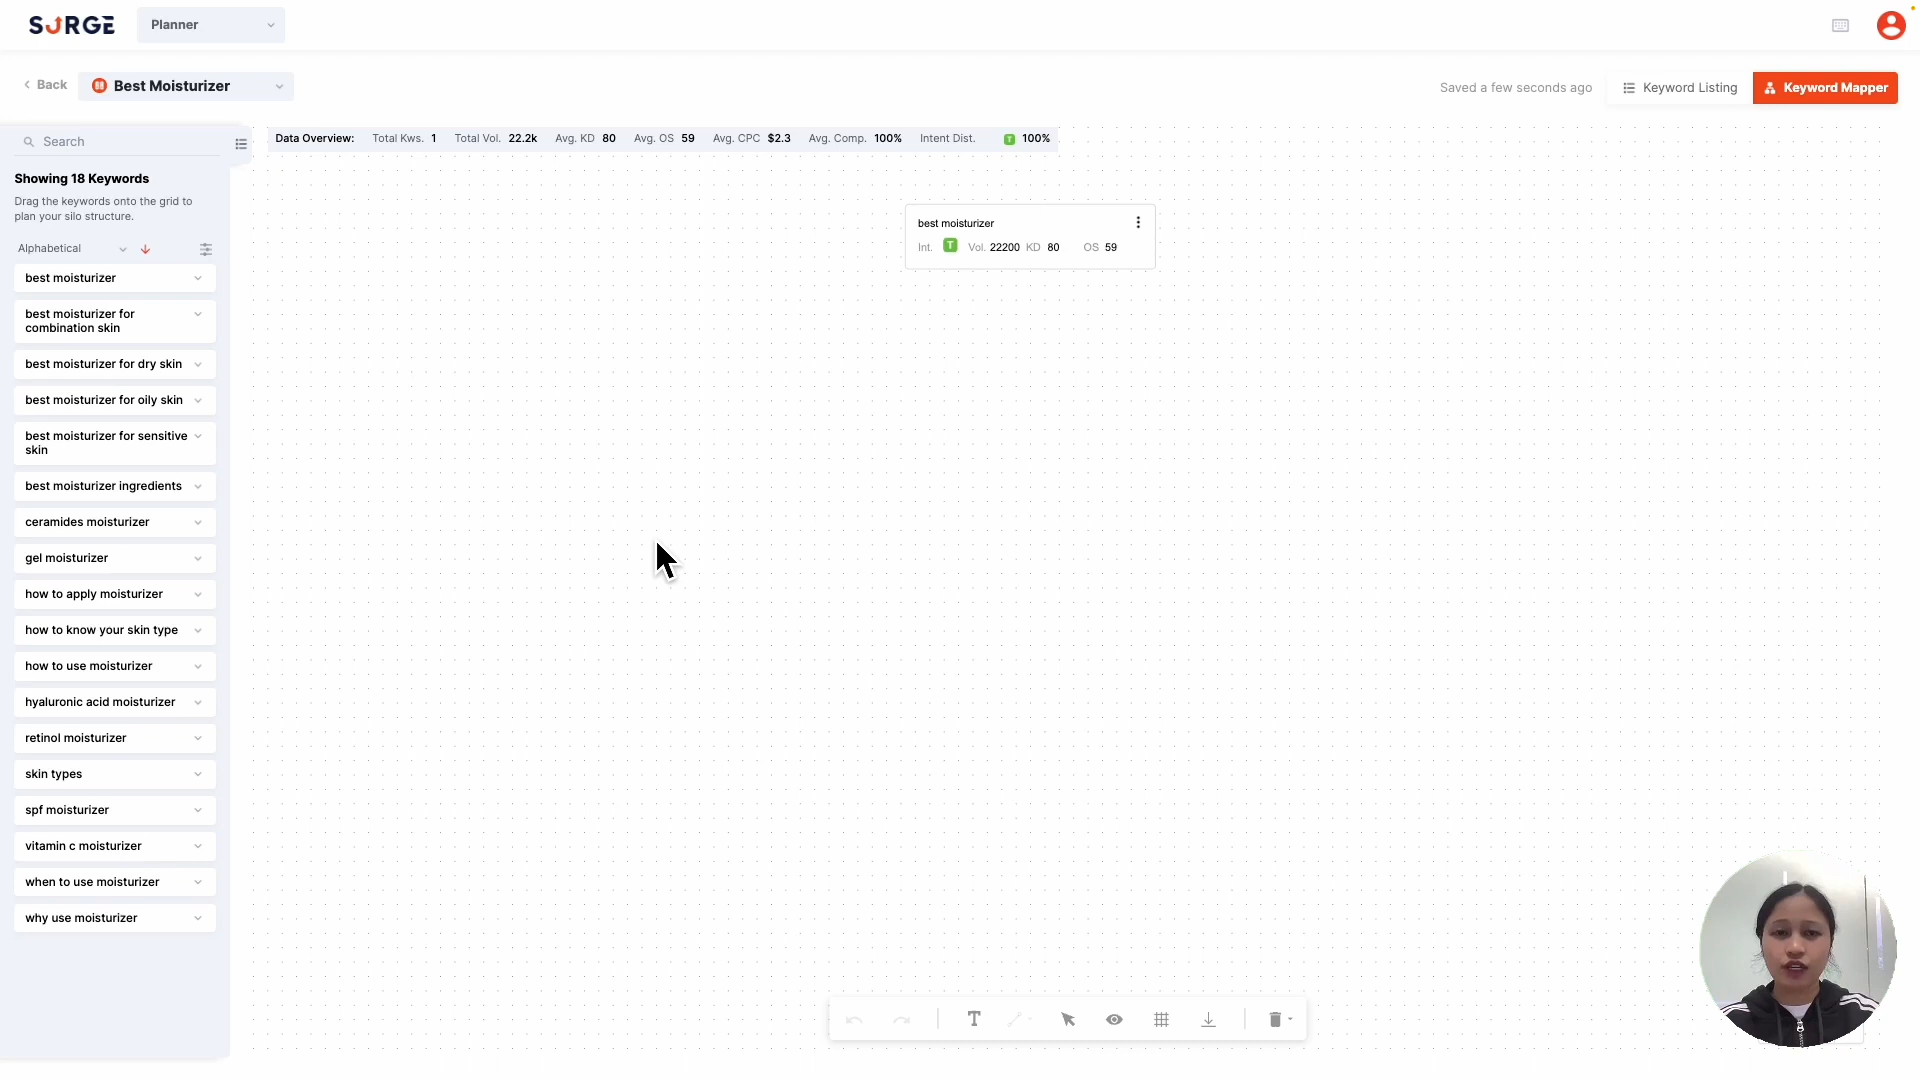 SURGE
Planner
Back
Best Moisturizer
Saved a few seconds ago
Keyword Listing
Keyword Mapper
Search
Data Overview: Total Kws. 1 Total Vol. 22.2k Avg. KD 80 Avg. OS 59 Avg. CPC $2.3 Avg. Comp. 100% Intent Dist. T 100%
Showing 18 Keywords
Drag the keywords onto the grid to
plan your silo structure.
Alphabetical
best moisturizer
best moisturizer for
combination skin
best moisturizer for dry skin
best moisturizer for oily skin
best moisturizer for sensitive
skin
best moisturizer ingredients
ceramides moisturizer
gel moisturizer
how to apply moisturizer
how to know your skin type
how to use moisturizer
hyaluronic acid moisturizer
retinol moisturizer
skin types
spf moisturizer
vitamin c moisturizer
when to use moisturizer
why use moisturizer
best moisturizer
Int. T Vol. 22200 KD 80 OS 59
T